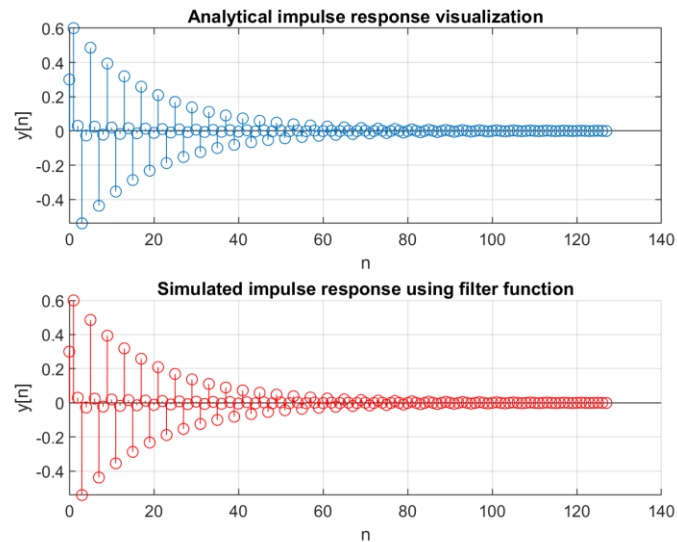 Analytical impulse response visualization
0.6
0.4
0.2
0
-0.2
-0.4
y[n]
0 20 40 60 80 100 120 140
n
Simulated impulse response using filter function
0.6
0.4
0.2
0
-0.2
-0.4
y[n]
0 20 40 60 80 100 120 140
n